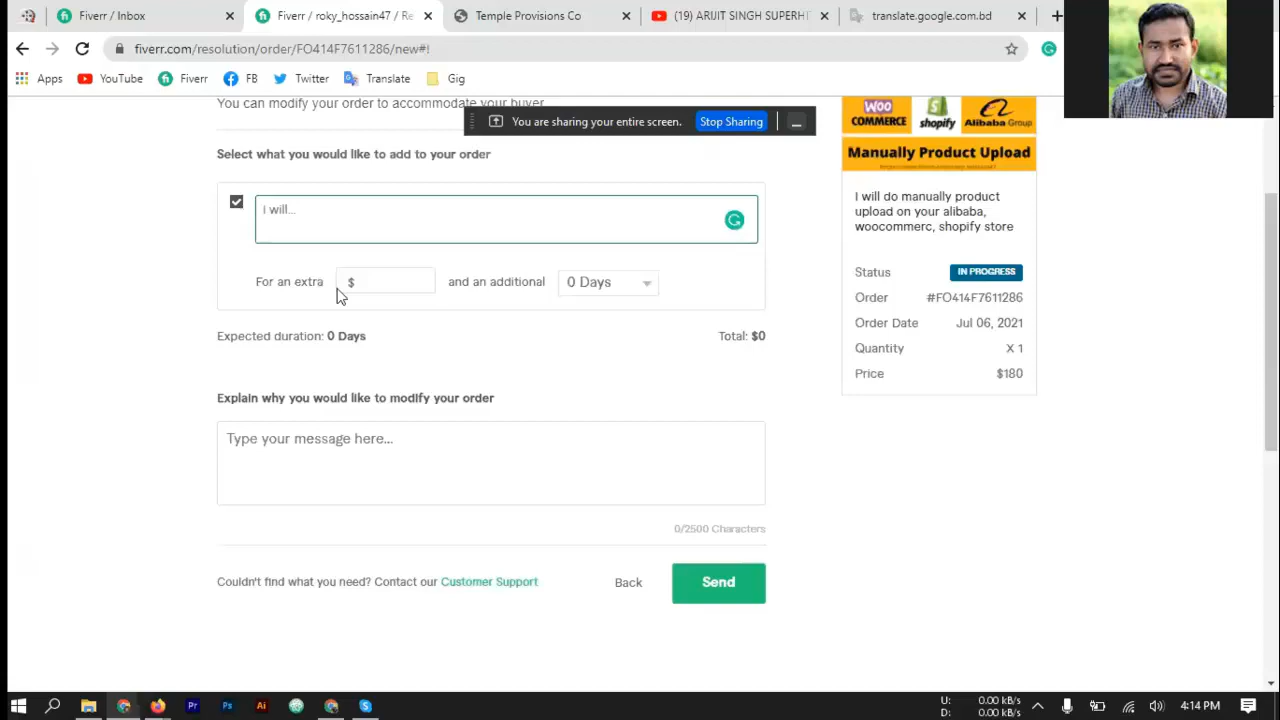 Fiverr / Inbox
Fiverr / roky_hossain47 / Re
Temple Provisions Co
(19) ARIJIT SINGH SUPERHIT
translate.google.com.bd
fiverr.com/resolution/order/FO414F7611286/new#!
Apps
YouTube
Fiverr
FB
Twitter
Translate
Gig
You can modify your order to accommodate your buyer
You are sharing your entire screen.
Stop Sharing
Select what you would like to add to your order
I will...
For an extra
$
and an additional
0 Days
Expected duration: 0 Days
Total: $0
Explain why you would like to modify your order
Type your message here...
0/2500 Characters
Couldn't find what you need? Contact our Customer Support
Back
Send
WOO COMMERCE
shopify
Alibaba Group
Manually Product Upload
I will do manually product
upload on your alibaba,
woocommerc, shopify store
Status IN PROGRESS
Order #FO414F7611286
Order Date Jul 06, 2021
Quantity X 1
Price $180
Pr
Ps
Ai
U: 0.00 kB/s
D: 0.00 kB/s
4:14 PM